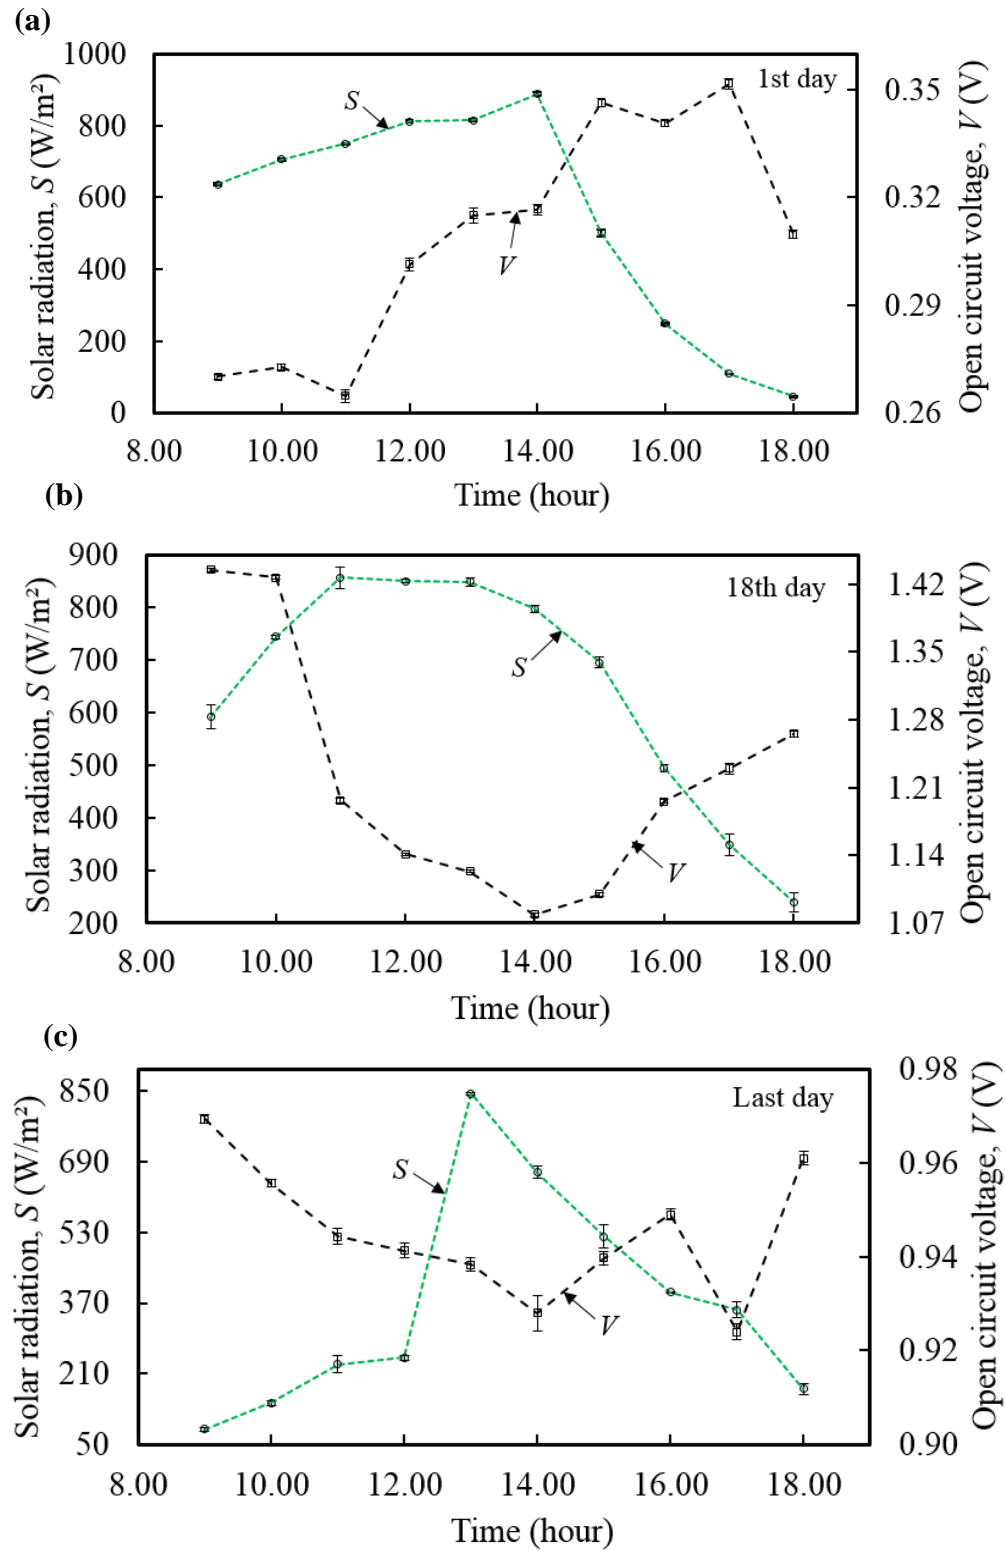 (a)
1000
800
600
400
200
0
Solar radiation, S (W/m²)
1st day
S
V
0.35
0.32
0.29
0.26
Open circuit voltage, V (V)
8.00 10.00 12.00 14.00 16.00 18.00
Time (hour)
(b)
900
800
700
600
500
400
300
200
Solar radiation, S (W/m²)
18th day
S
V
1.42
1.35
1.28
1.21
1.14
1.07
Open circuit voltage, V (V)
8.00 10.00 12.00 14.00 16.00 18.00
Time (hour)
(c)
850
690
530
370
210
50
Solar radiation, S (W/m²)
Last day
S
V
0.98
0.96
0.94
0.92
0.90
Open circuit voltage, V (V)
8.00 10.00 12.00 14.00 16.00 18.00
Time (hour)